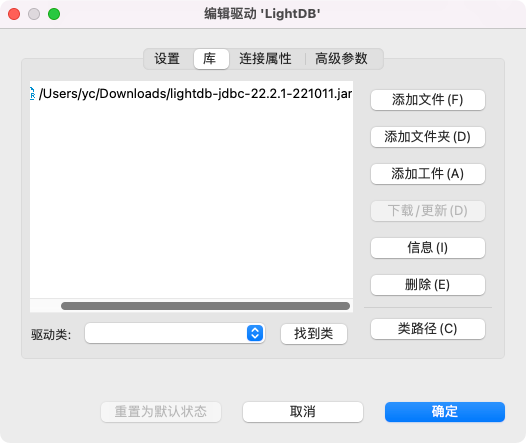 编辑驱动 'LightDB'
设置 库 连接属性 高级参数
/Users/yc/Downloads/lightdb-jdbc-22.2.1-221011.jar
添加文件(F)
添加文件夹(D)
添加工件(A)
下载/更新(D)
信息(I)
删除(E)
驱动类: 找到类 类路径(C)
重置为默认状态 取消 确定